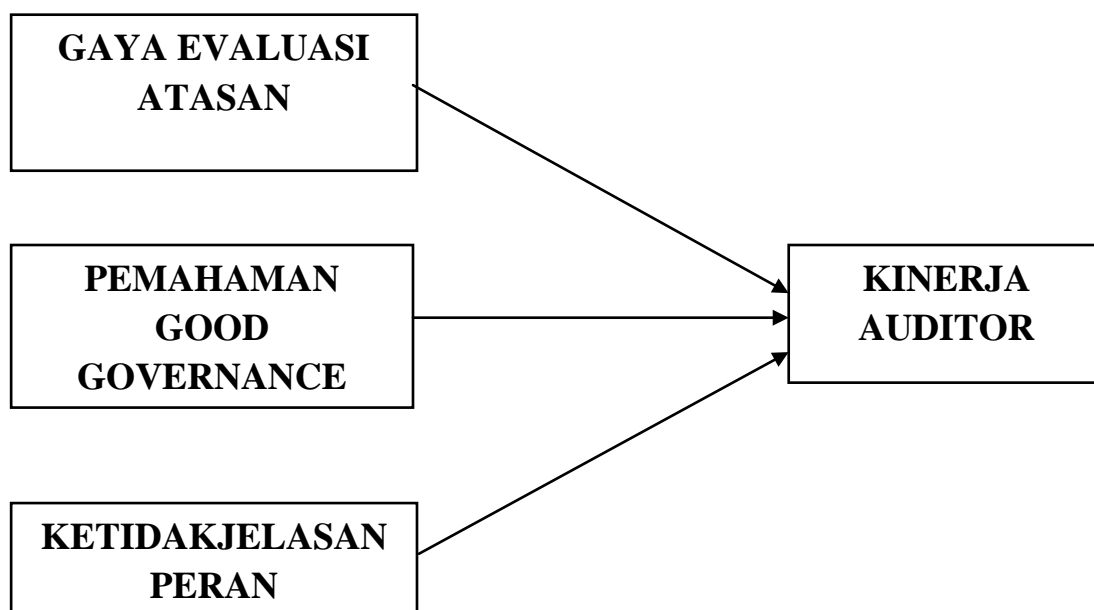 GAYA EVALUASI
ATASAN
PEMAHAMAN
GOOD
GOVERNANCE
KINERJA
AUDITOR
KETIDAKJELASAN
PERAN